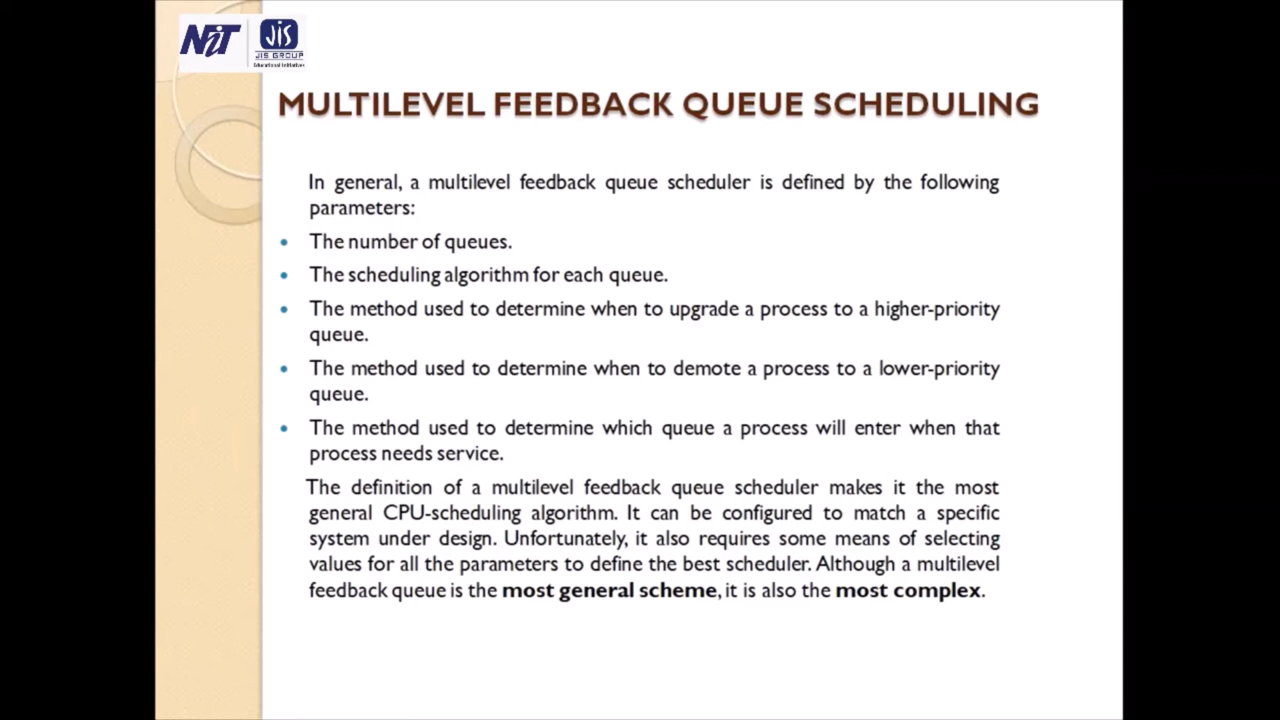 NiT
JIS
JIS GROUP
Educational Initiatives
MULTILEVEL FEEDBACK QUEUE SCHEDULING
In general, a multilevel feedback queue scheduler is defined by the following
parameters:
• The number of queues.
• The scheduling algorithm for each queue.
• The method used to determine when to upgrade a process to a higher-priority
queue.
• The method used to determine when to demote a process to a lower-priority
queue.
• The method used to determine which queue a process will enter when that
process needs service.
The definition of a multilevel feedback queue scheduler makes it the most
general CPU-scheduling algorithm. It can be configured to match a specific
system under design. Unfortunately, it also requires some means of selecting
values for all the parameters to define the best scheduler. Although a multilevel
feedback queue is the most general scheme, it is also the most complex.